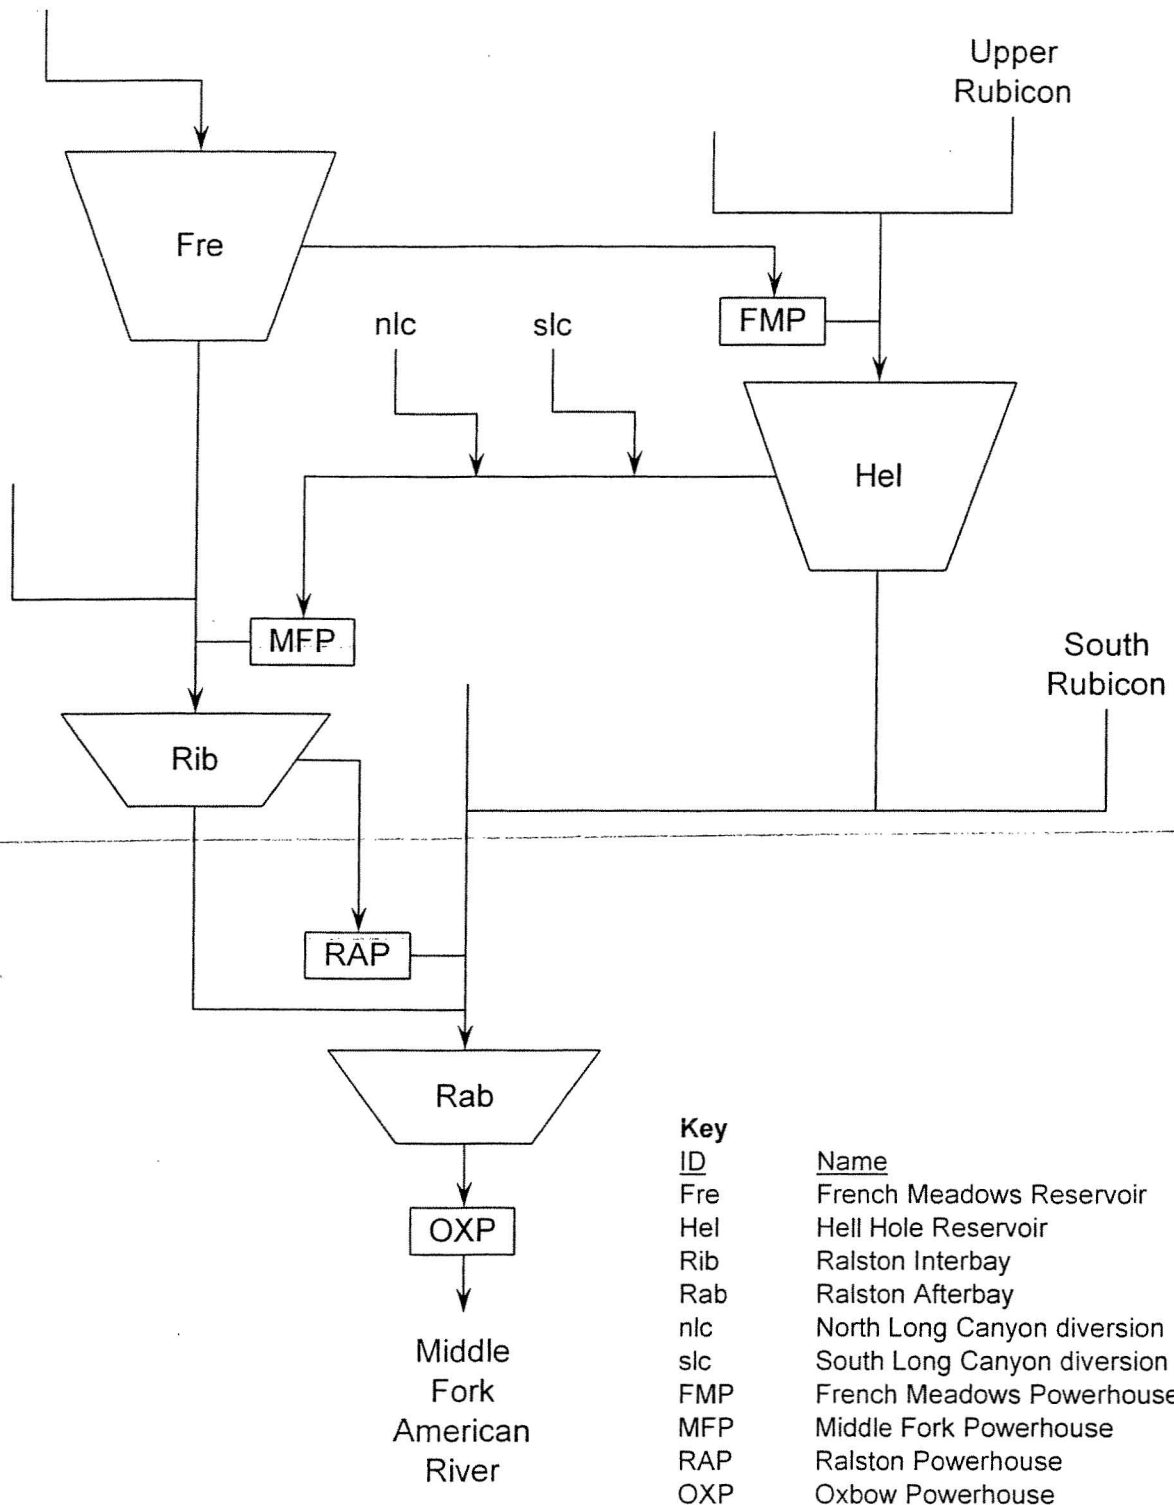 Upper
Rubicon
Fre
FMP
nlc
slc
Hel
MFP
South
Rubicon
Rib
RAP
Rab
OXP
Middle
Fork
American
River
Key
ID Name
Fre French Meadows Reservoir
Hel Hell Hole Reservoir
Rib Ralston Interbay
Rab Ralston Afterbay
nlc North Long Canyon diversion
slc South Long Canyon diversion
FMP French Meadows Powerhouse
MFP Middle Fork Powerhouse
RAP Ralston Powerhouse
OXP Oxbow Powerhouse